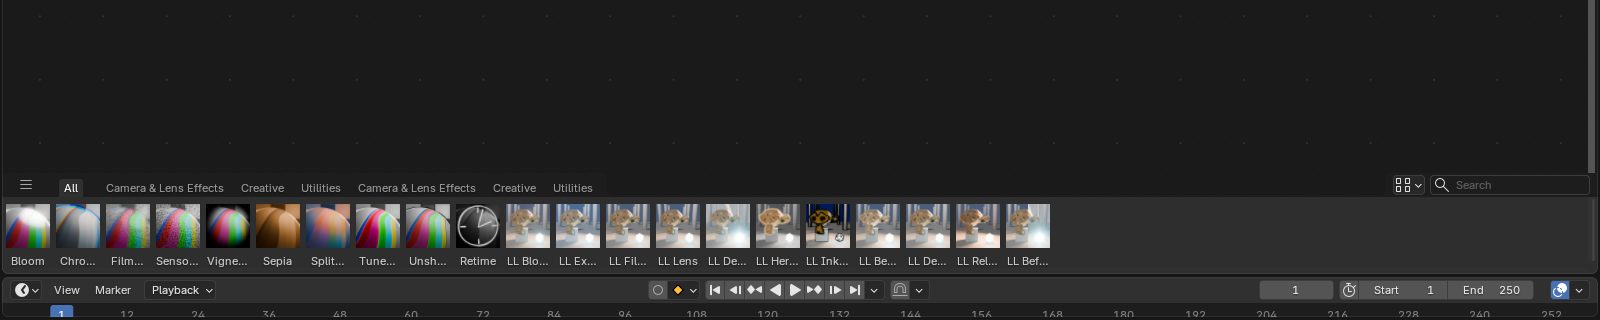 All Camera & Lens Effects Creative Utilities Camera & Lens Effects Creative Utilities Search
Bloom Chro... Film... Senso... Vigne... Sepia Split... Tune... Unsh... Retime LL Blo... LL Ex... LL Fil... LL Lens LL De... LL Her... LL Ink... LL Be... LL De... LL Rel... LL Bef...
View Marker Playback 1 Start 1 End 250
1 12 24 36 48 60 72 84 96 108 120 132 144 156 168 180 192 204 216 228 240 252